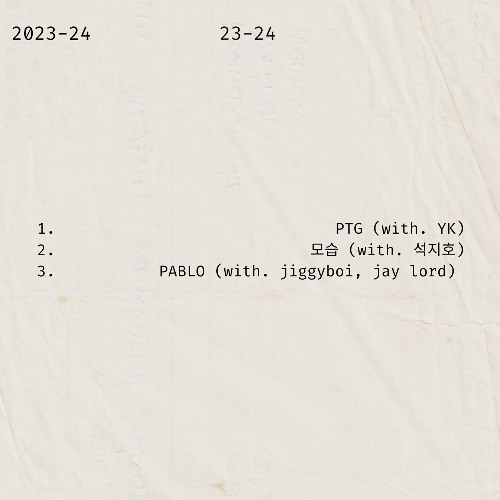 2023-24 23-24
1. PTG (with. YK)
2. 모습 (with. 석지호)
3. PABLO (with. jiggyboi, jay lord)